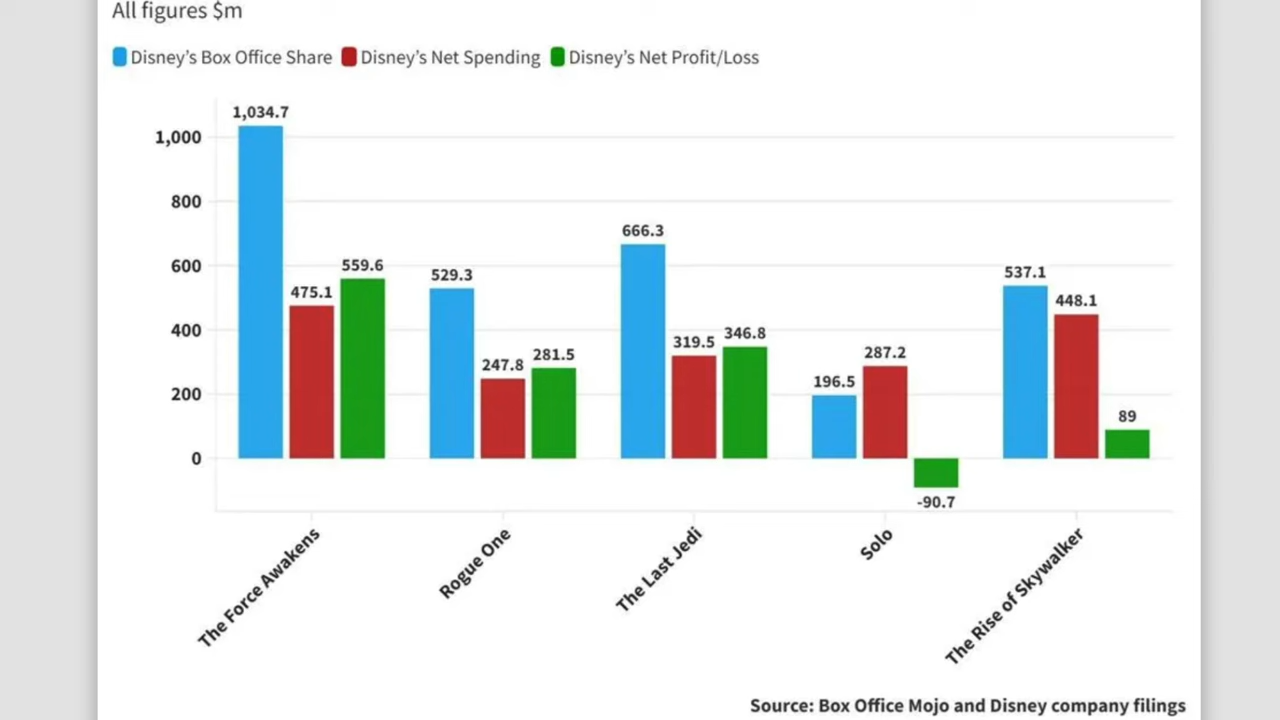 All figures $m
Disney's Box Office Share Disney's Net Spending Disney's Net Profit/Loss
1,034.7
1,000
800
600
400
200
0
475.1
559.6
529.3
247.8
281.5
666.3
319.5
346.8
196.5
287.2
-90.7
537.1
448.1
89
The Force Awakens
Rogue One
The Last Jedi
Solo
The Rise of Skywalker
Source: Box Office Mojo and Disney company filings